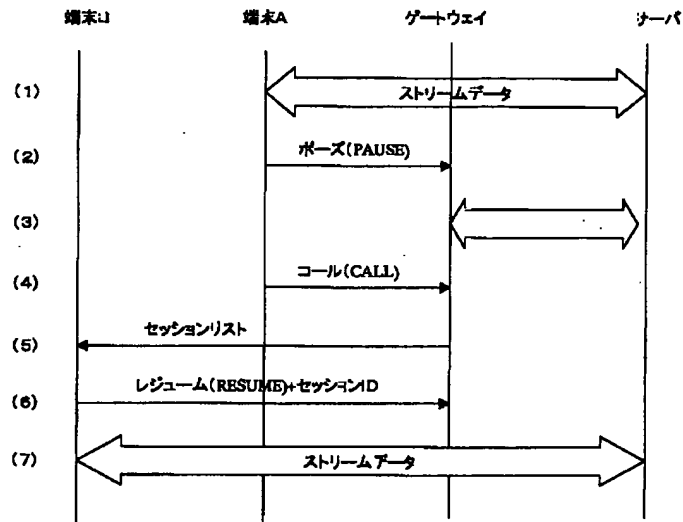 端末A ゲートウェイ サーバ
(1) ストリームデータ
(2) ポーズ(PAUSE)
(3)
(4) コール(CALL)
(5) セッションリスト
(6) レジューム(RESUME)+セッションID
(7) ストリームデータ